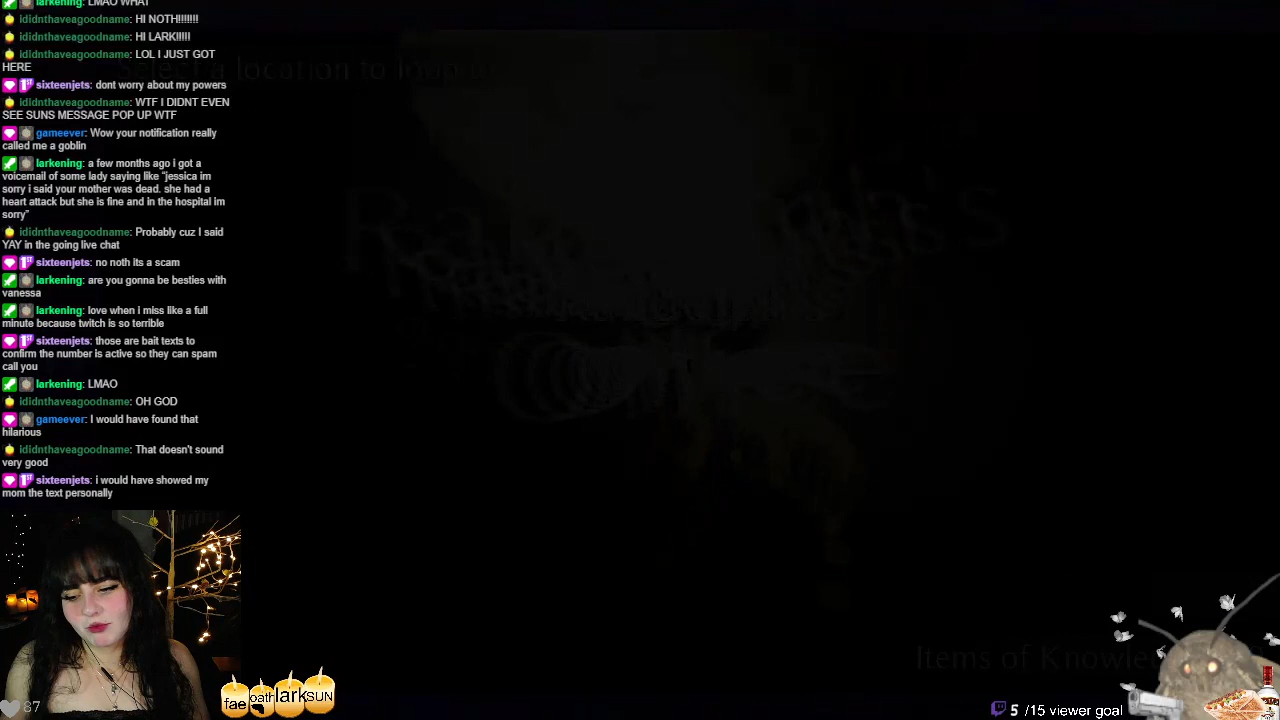 larkening: LMAO WHAT
ididnthaveagoodname: HI NOTH!!!!!!!
ididnthaveagoodname: HI LARK!!!!!
ididnthaveagoodname: LOL I JUST GOT
HERE
sixteenjets: dont worry about my powers
ididnthaveagoodname: WTF I DIDNT EVEN
SEE SUNS MESSAGE POP UP WTF
gameever: Wow your notification really
called me a goblin
larkening: a few months ago i got a
voicemail of some lady saying like "jessica im
sorry i said your mother was dead. she had a
heart attack but she is fine and in the hospital im
sorry"
ididnthaveagoodname: Probably cuz I said
YAY in the going live chat
sixteenjets: no noth its a scam
larkening: are you gonna be besties with
vanessa
larkening: love when i miss like a full
minute because twitch is so terrible
sixteenjets: those are bait texts to
confirm the number is active so they can spam
call you
larkening: LMAO
ididnthaveagoodname: OH GOD
gameever: I would have found that
hilarious
ididnthaveagoodname: That doesn't sound
very good
sixteenjets: i would have showed my
mom the text personally
Select a location to
Items of
87
fae oath lark SUN
5 /15 viewer goal